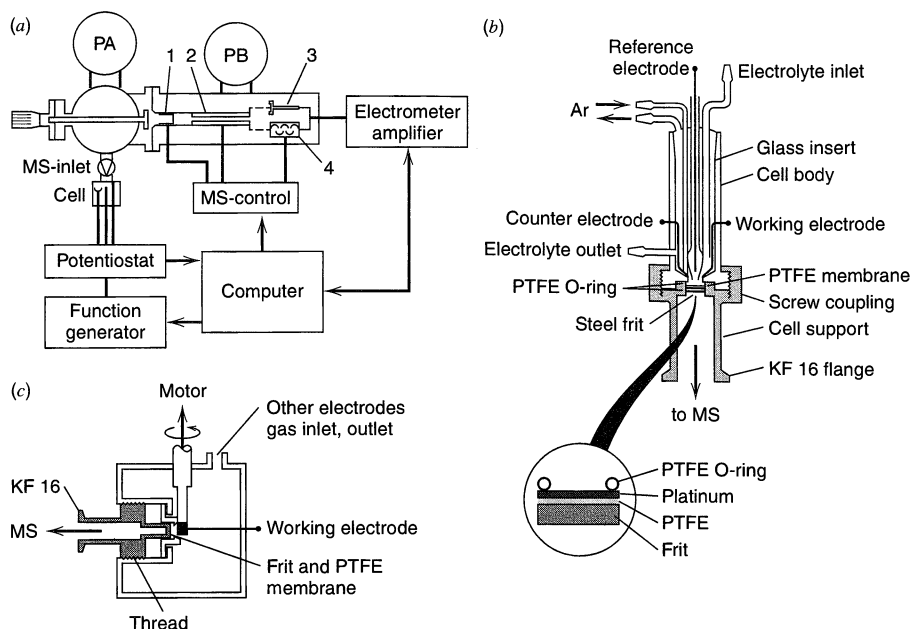 (a)
PA
PB
1
2
3
4
Electrometer
amplifier
MS-inlet
Cell
MS-control
Potentiostat
Computer
Function
generator
(b)
Reference
electrode
Electrolyte inlet
Ar
Glass insert
Cell body
Counter electrode
Working electrode
Electrolyte outlet
PTFE O-ring
PTFE membrane
Screw coupling
Steel frit
Cell support
KF 16 flange
to MS
PTFE O-ring
Platinum
PTFE
Frit
(c)
Motor
Other electrodes
gas inlet, outlet
KF 16
MS
Working electrode
Frit and PTFE
membrane
Thread